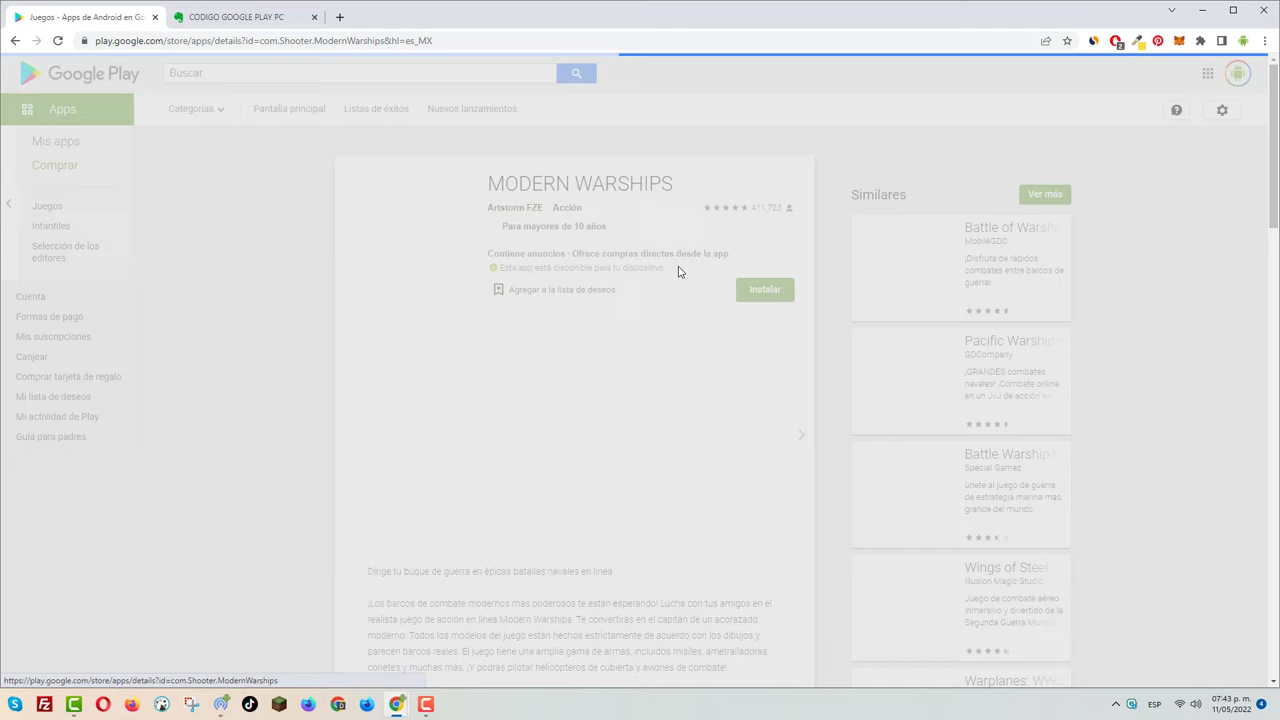 Juegos - Apps de Android en Go
CODIGO GOOGLE PLAY PC
play.google.com/store/apps/details?id=com.Shooter.ModernWarships&hl=es_MX
2
Google Play
Buscar
Apps
Categorías
Pantalla principal
Listas de éxitos
Nuevos lanzamientos
Mis apps
Comprar
Juegos
Infantiles
Selección de los
editores
Cuenta
Formas de pago
Mis suscripciones
Canjear
Comprar tarjeta de regalo
Mi lista de deseos
Mi actividad de Play
Guía para padres
MODERN WARSHIPS
Artstorm FZE Acción
411,723
Para mayores de 10 años
Contiene anuncios · Ofrece compras directas desde la app
Esta app está disponible para tu dispositivo
Agregar a la lista de deseos
Instalar
Dirige tu buque de guerra en épicas batallas navales en línea
¡Los barcos de combate modernos más poderosos te están esperando! Lucha con tus amigos en el
realista juego de acción en línea Modern Warships. Te convertirás en el capitán de un acorazado
moderno. Todos los modelos del juego están hechos estrictamente de acuerdo con los dibujos y
parecen barcos reales. El juego tiene una amplia gama de armas, incluidos misiles, ametralladoras
cohetes y muchas más. ¡Y podrás pilotar helicópteros de cubierta y aviones de combate!
Similares
Ver más
Battle of Warsh
MobileGDC
¡Disfruta de rápidos
combates entre barcos de
guerra!
Pacific Warship
GDCompany
¡GRANDES combates
navales! ¡Combate online
en un JvJ de acción
Battle Warship
Special Gamez
unete al juego de guerra
de estrategia marina mas
grande del mundo.
Wings of Steel
Illusion Magic Studio
Juego de combate aéreo
inmersivo y divertido de la
Segunda Guerra
Warplanes: WW
https://play.google.com/store/apps/details?id=com.Shooter.ModernWarships
ESP
07:43 p. m.
11/05/2022
4